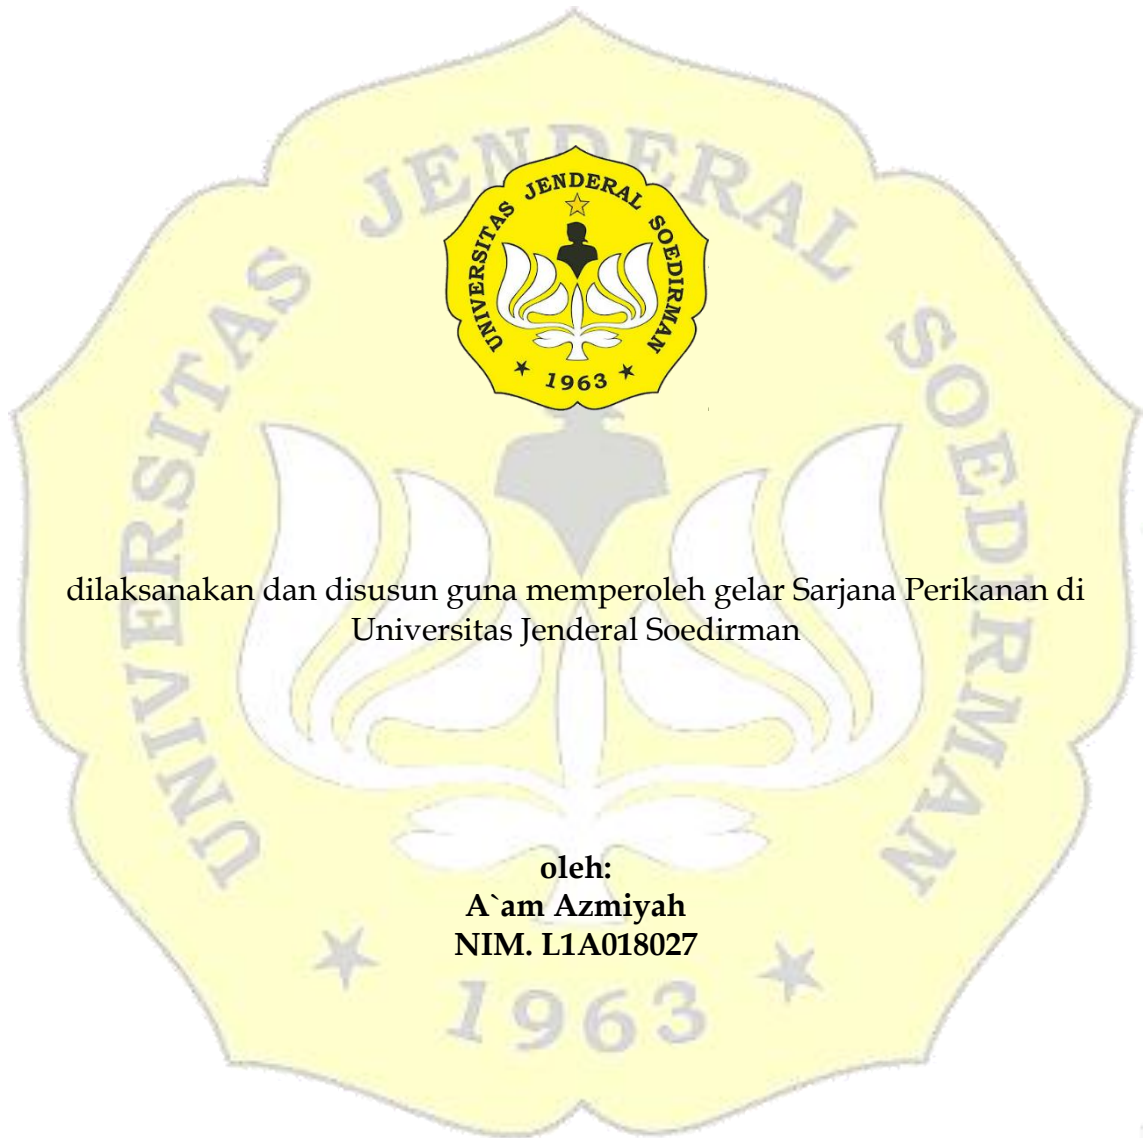 UNIVERSITAS JENDERAL SOEDIRMAN
1963
UNIVERSITAS JENDERAL SOEDIRMAN
1963
dilaksanakan dan disusun guna memperoleh gelar Sarjana Perikanan di
Universitas Jenderal Soedirman
oleh:
A`am Azmiyah
NIM. L1A018027